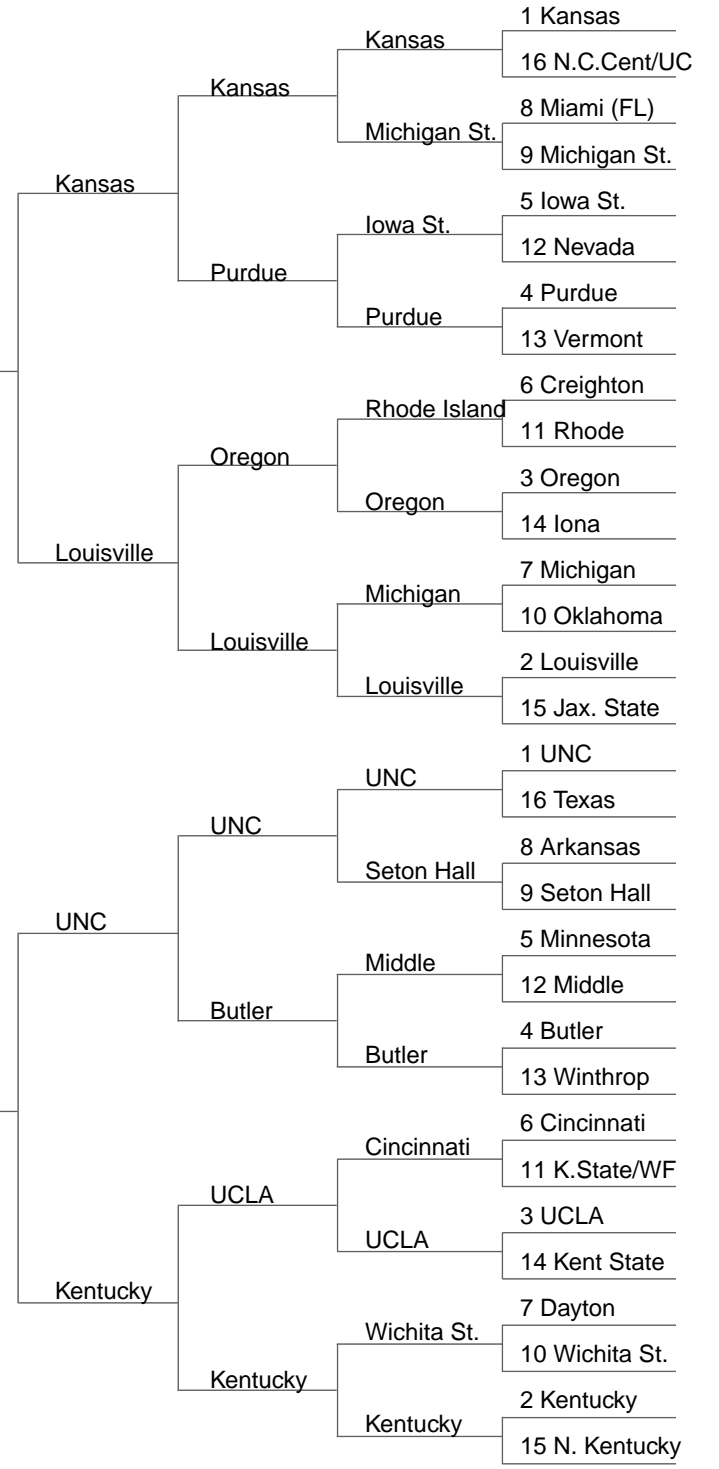 1 Kansas
Kansas
16 N.C.Cent/UC
Kansas
8 Miami (FL)
Michigan St.
9 Michigan St.
Kansas
5 Iowa St.
Iowa St.
12 Nevada
Purdue
4 Purdue
Purdue
13 Vermont
6 Creighton
Rhode Island
11 Rhode
Oregon
3 Oregon
Oregon
14 Iona
Louisville
7 Michigan
Michigan
10 Oklahoma
Louisville
2 Louisville
Louisville
15 Jax. State
1 UNC
UNC
16 Texas
UNC
8 Arkansas
Seton Hall
9 Seton Hall
UNC
5 Minnesota
Middle
12 Middle
Butler
4 Butler
Butler
13 Winthrop
6 Cincinnati
Cincinnati
11 K.State/WF
UCLA
3 UCLA
UCLA
14 Kent State
Kentucky
7 Dayton
Wichita St.
10 Wichita St.
Kentucky
2 Kentucky
Kentucky
15 N. Kentucky